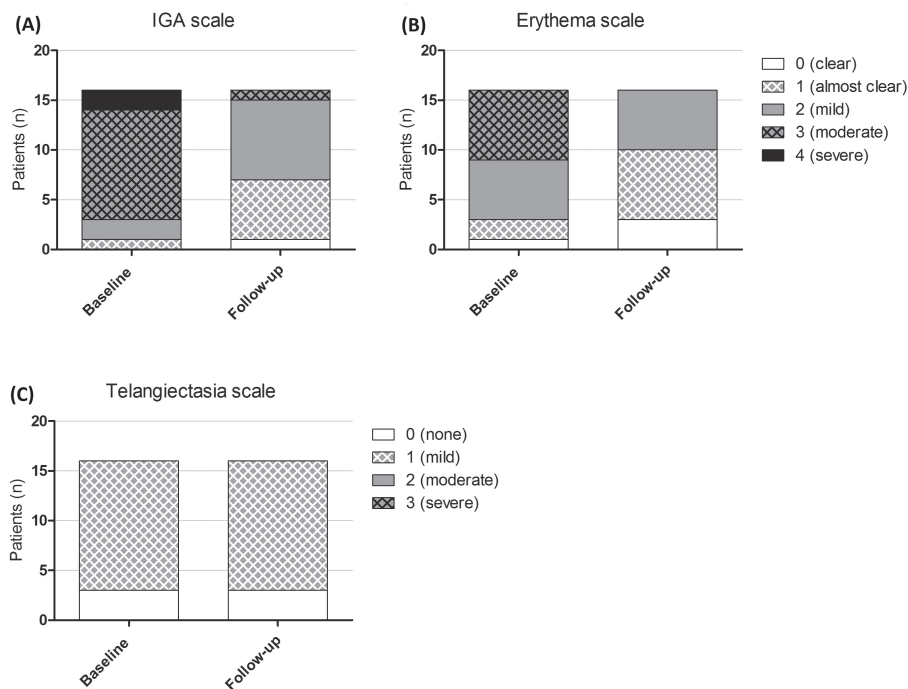 (A)
IGA scale
20
15
10
5
0
Patients (n)
Baseline
Follow-up
(B)
Erythema scale
20
15
10
5
0
Patients (n)
Baseline
Follow-up
0 (clear)
1 (almost clear)
2 (mild)
3 (moderate)
4 (severe)
(C)
Telangiectasia scale
20
15
10
5
0
Patients (n)
Baseline
Follow-up
0 (none)
1 (mild)
2 (moderate)
3 (severe)